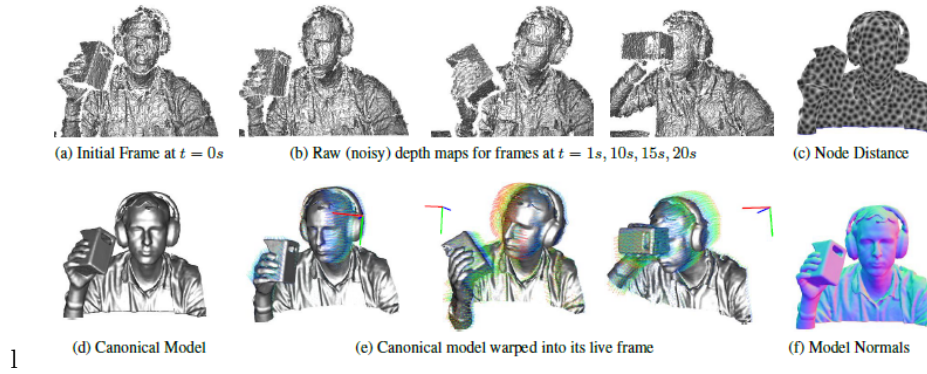 (a) Initial Frame at t = 0s
(b) Raw (noisy) depth maps for frames at t = 1s, 10s, 15s, 20s
(c) Node Distance
(d) Canonical Model
(e) Canonical model warped into its live frame
(f) Model Normals
l